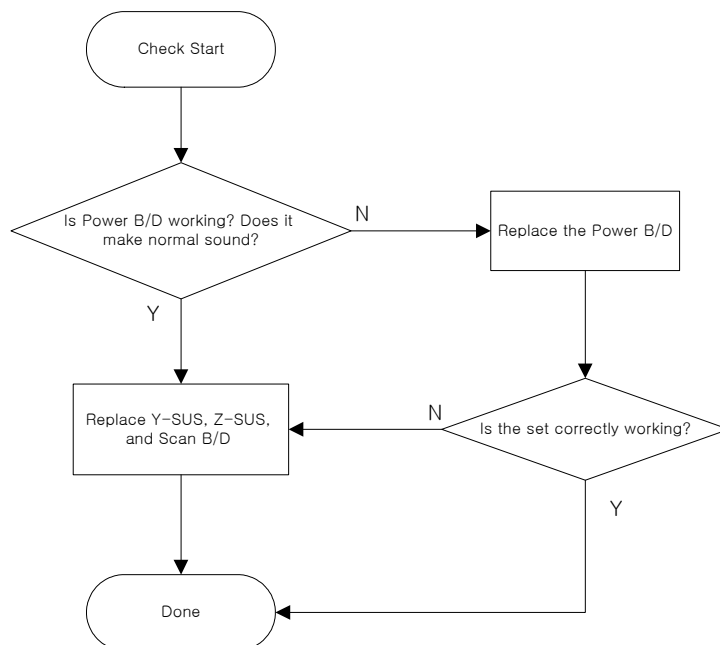 Check Start
Is Power B/D working? Does it
make normal sound?
N
Replace the Power B/D
Y
Replace Y-SUS, Z-SUS,
and Scan B/D
N
Is the set correctly working?
Y
Done